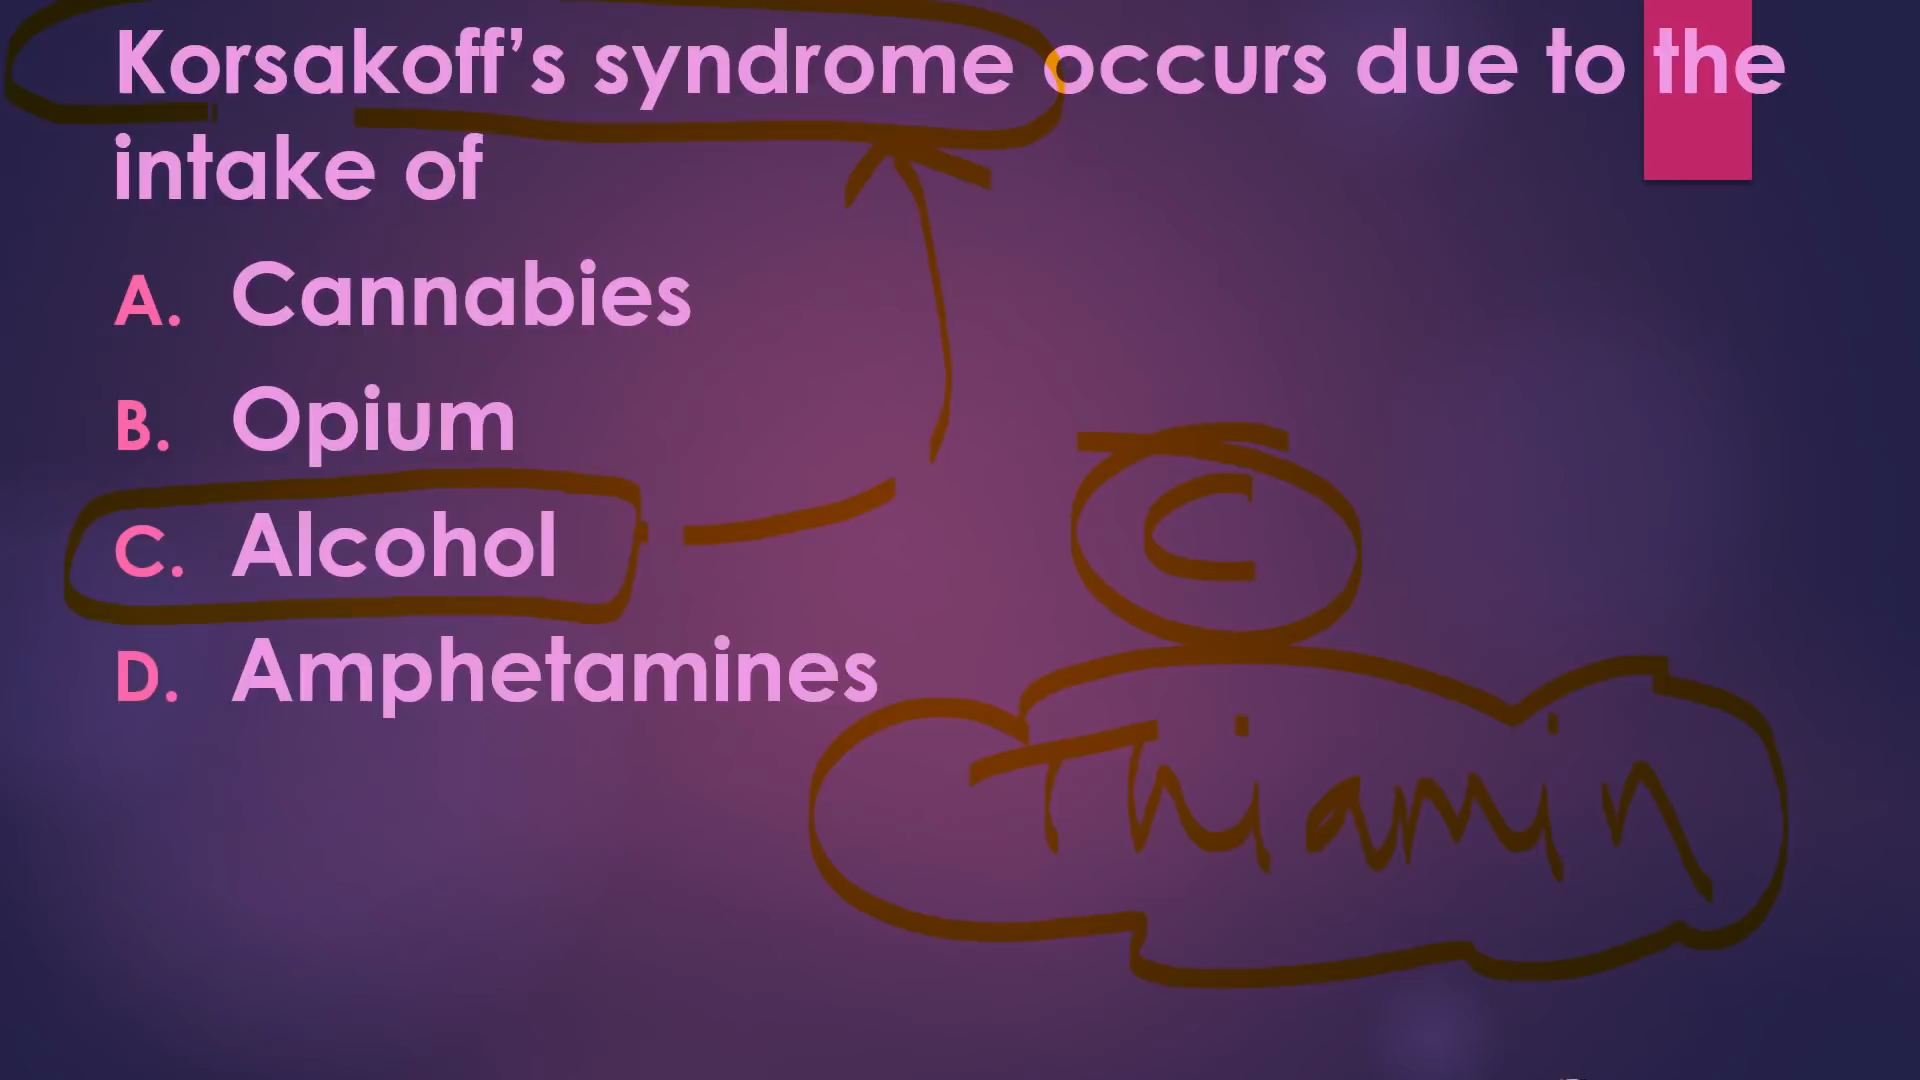 Korsakoff’s syndrome occurs due to the
intake of
A. Cannabies
B. Opium
C. Alcohol
D. Amphetamines
C
Thiamin